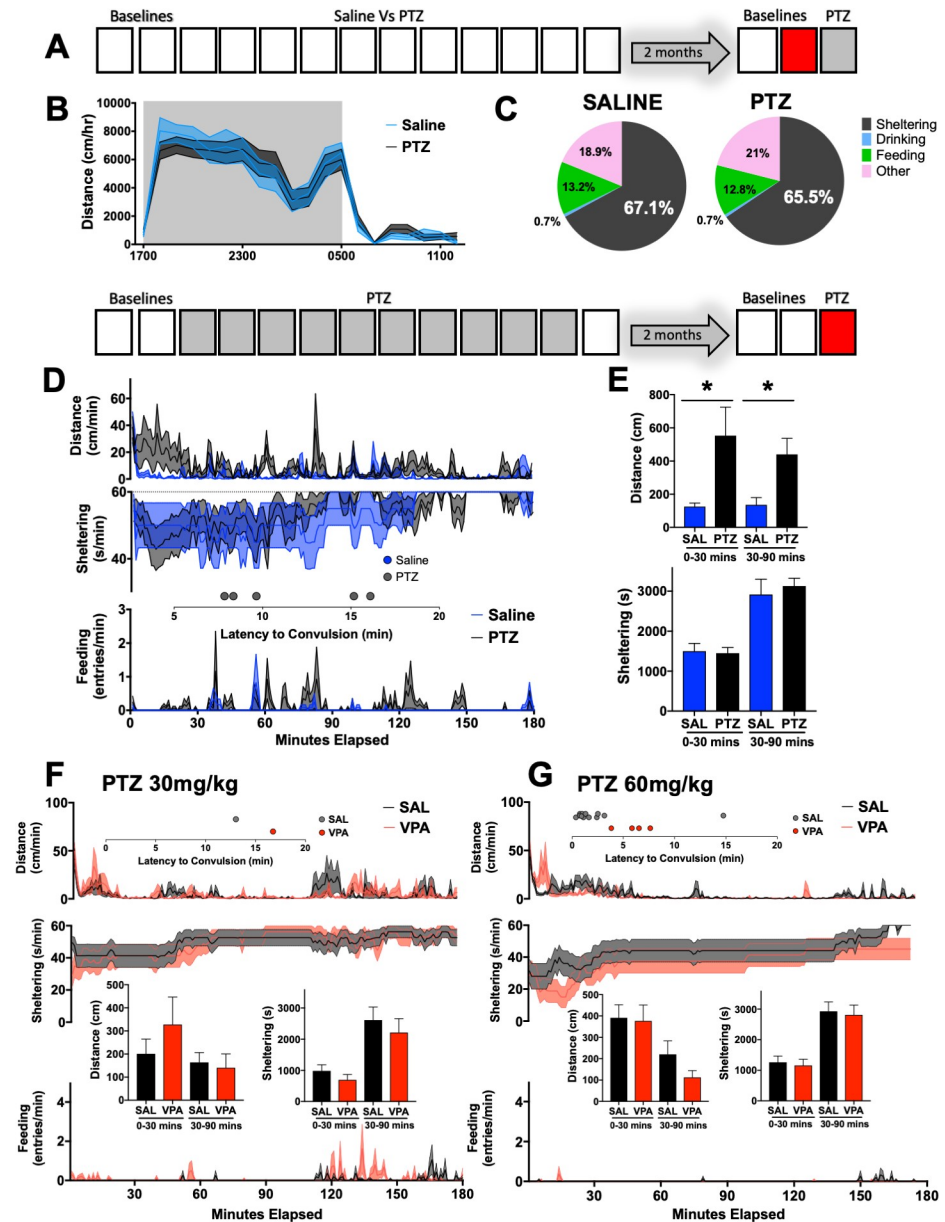 Baselines Saline Vs PTZ Baselines PTZ
A
2 months
B
C
SALINE PTZ
10000
8000
6000
4000
2000
0
Distance (cm/hr)
1700 2300 0500 1100
Saline
PTZ
18.9%
13.2%
0.7%
67.1%
21%
12.8%
0.7%
65.5%
Sheltering
Drinking
Feeding
Other
Baselines PTZ Baselines PTZ
2 months
D
Distance
(cm/min)
60
40
20
0
Sheltering
(s/min)
60
40
Saline
PTZ
5 10 15 20
Latency to Convulsion (min)
Feeding
(entries/min)
3
2
1
0
Saline
PTZ
0 30 60 90 120 150 180
Minutes Elapsed
E
* *
Distance (cm)
800
600
400
200
0
SAL PTZ SAL PTZ
0-30 mins 30-90 mins
Sheltering (s)
3000
2000
1000
0
SAL PTZ SAL PTZ
0-30 mins 30-90 mins
F PTZ 30mg/kg
Distance
(cm/min)
100
50
0
SAL
VPA
SAL
VPA
0 5 10 15 20
Latency to Convulsion (min)
Sheltering (s/min)
60
40
20
0
Distance (cm)
500
400
300
200
100
0
SAL VPA SAL VPA
0-30 mins 30-90 mins
Sheltering (s)
3000
2000
1000
0
SAL VPA SAL VPA
0-30 mins 30-90 mins
Feeding
(entries/min)
4
2
0
30 60 90 120 150 180
Minutes Elapsed
G PTZ 60mg/kg
Distance
(cm/min)
100
50
0
SAL
VPA
SAL
VPA
0 5 10 15 20
Latency to Convulsion (min)
Sheltering (s/min)
60
40
20
0
Distance (cm)
500
400
300
200
100
0
SAL VPA SAL VPA
0-30 mins 30-90 mins
Sheltering (s)
3000
2000
1000
0
SAL VPA SAL VPA
0-30 mins 30-90 mins
Feeding
(entries/min)
4
2
0
30 60 90 120 150 180
Minutes Elapsed